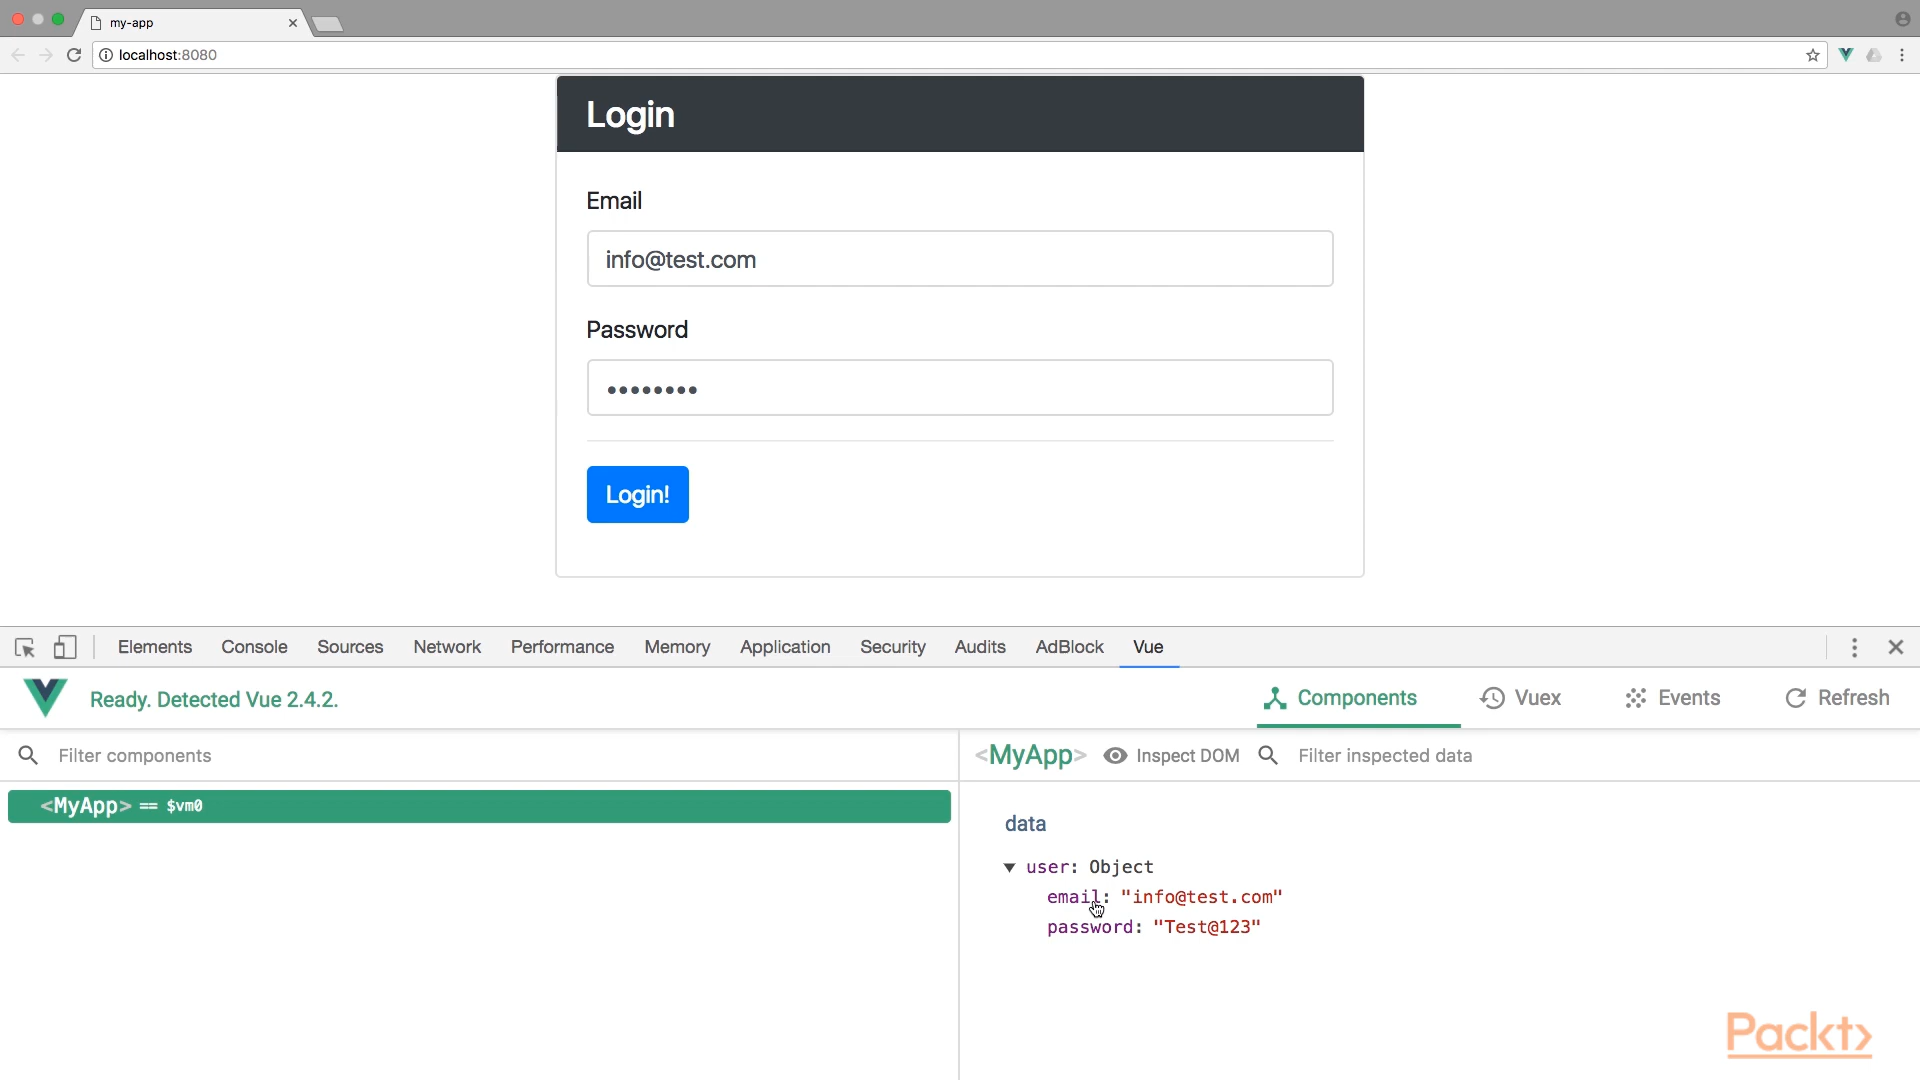 my-app
localhost:8080
Login
Email
info@test.com
Password
••••••••
Login!
Elements Console Sources Network Performance Memory Application Security Audits AdBlock Vue
Ready. Detected Vue 2.4.2.
Components Vuex Events Refresh
Filter components
<MyApp> Inspect DOM Filter inspected data
<MyApp> == $vm0
data
user: Object
email: "info@test.com"
password: "Test@123"
Packt>